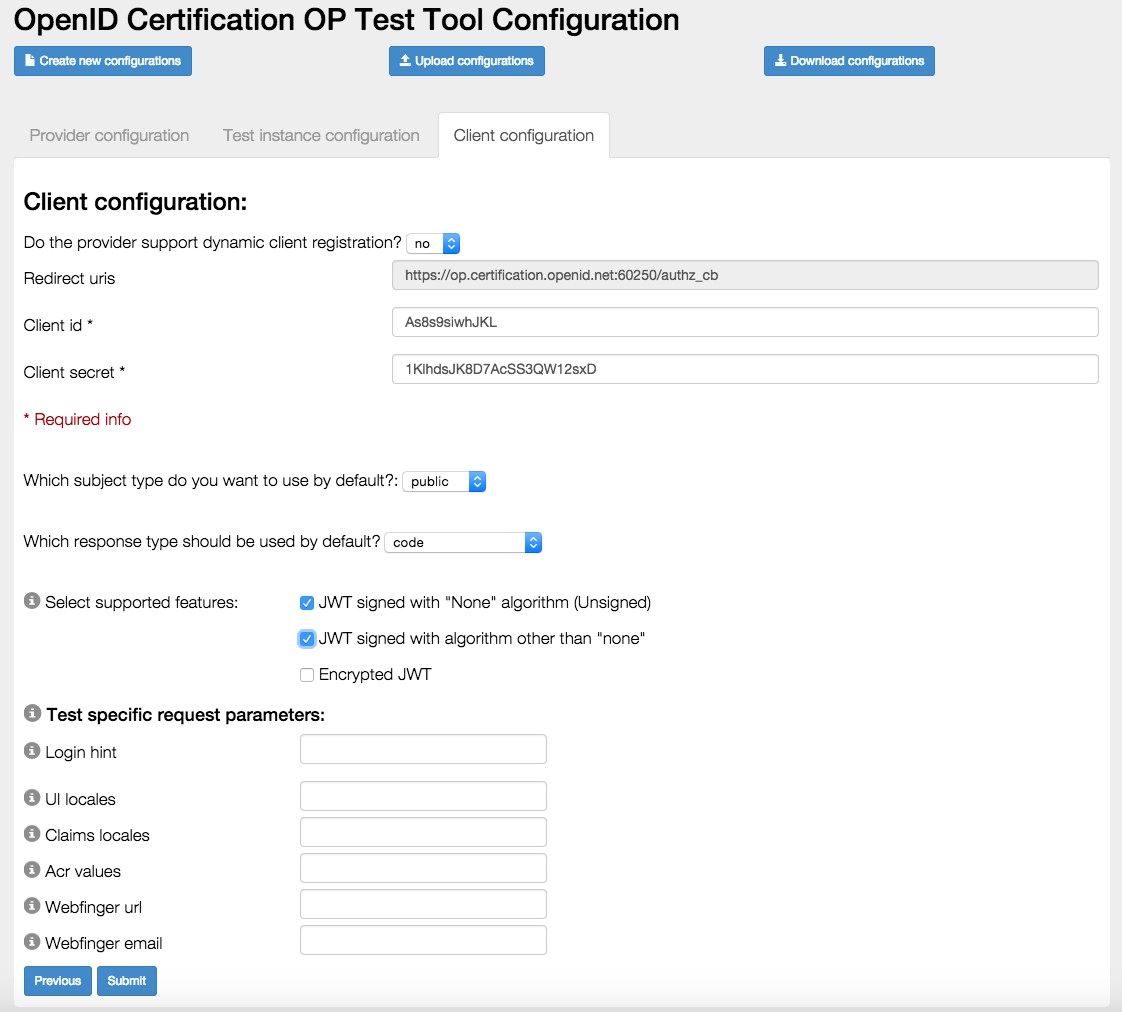 OpenID Certification OP Test Tool Configuration
Create new configurations
Upload configurations
Download configurations
Provider configuration
Test instance configuration
Client configuration
Client configuration:
Do the provider support dynamic client registration? no
Redirect uris https://op.certification.openid.net:60250/authz_cb
Client id * As8s9siwhJKL
Client secret * 1KlhdsJK8D7AcSS3QW12sxD
* Required info
Which subject type do you want to use by default?: public
Which response type should be used by default? code
Select supported features: JWT signed with "None" algorithm (Unsigned)
JWT signed with algorithm other than "none"
Encrypted JWT
Test specific request parameters:
Login hint
UI locales
Claims locales
Acr values
Webfinger url
Webfinger email
Previous Submit